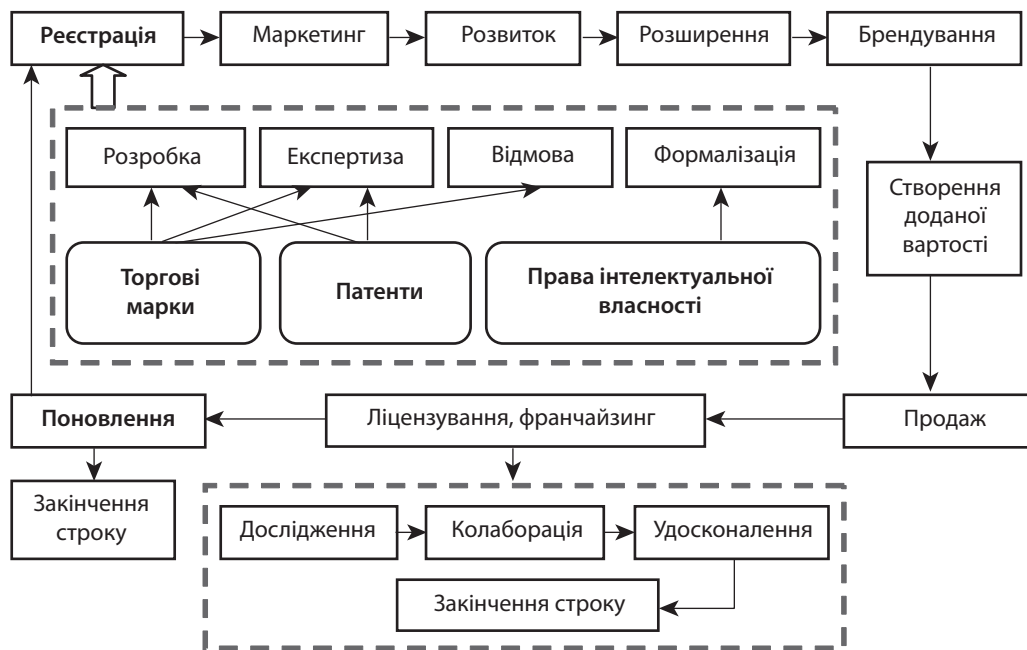 Реєстрація
Маркетинг
Розвиток
Розширення
Брендування
Розробка
Експертиза
Відмова
Формалізація
Створення
доданої
вартості
Торгові
марки
Патенти
Права інтелектуальної
власності
Поновлення
Ліцензування, франчайзинг
Продаж
Закінчення
строку
Дослідження
Колаборація
Удосконалення
Закінчення строку